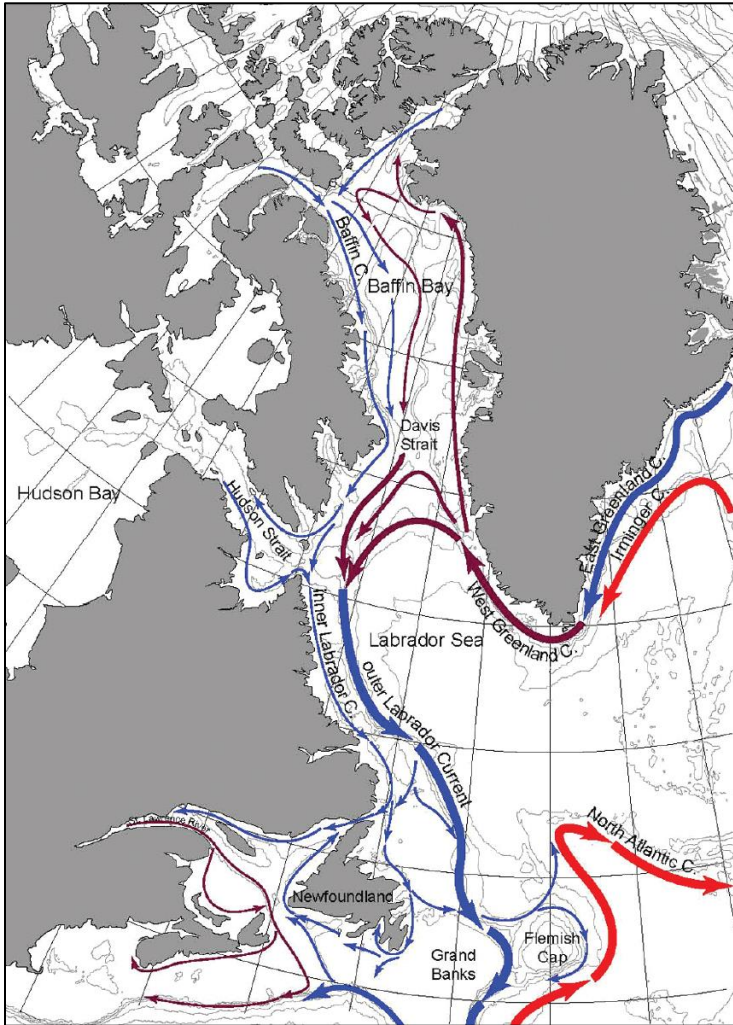 Baffin C.
Baffin Bay
Davis
Strait
Hudson Bay
Hudson Strait
East Greenland C.
Irminger C.
West Greenland C.
Labrador Sea
Inner Labrador C.
outer Labrador Current
St. Lawrence River
North Atlantic C.
Newfoundland
Grand
Banks
Flemish
Cap